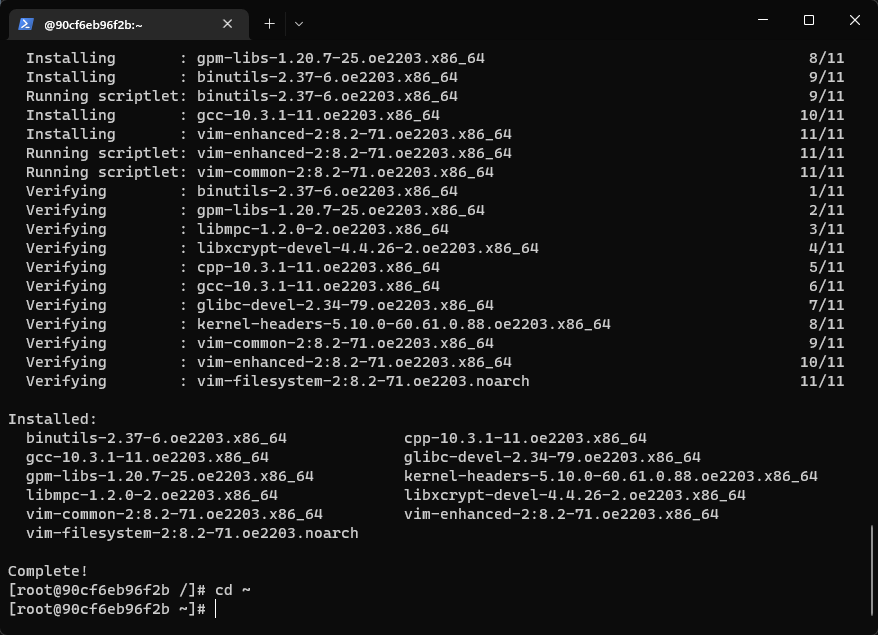 @90cf6eb96f2b:~
Installing : gpm-libs-1.20.7-25.oe2203.x86_64 8/11
Installing : binutils-2.37-6.oe2203.x86_64 9/11
Running scriptlet: binutils-2.37-6.oe2203.x86_64 9/11
Installing : gcc-10.3.1-11.oe2203.x86_64 10/11
Installing : vim-enhanced-2:8.2-71.oe2203.x86_64 11/11
Running scriptlet: vim-enhanced-2:8.2-71.oe2203.x86_64 11/11
Running scriptlet: vim-common-2:8.2-71.oe2203.x86_64 11/11
Verifying : binutils-2.37-6.oe2203.x86_64 1/11
Verifying : gpm-libs-1.20.7-25.oe2203.x86_64 2/11
Verifying : libmpc-1.2.0-2.oe2203.x86_64 3/11
Verifying : libxcrypt-devel-4.4.26-2.oe2203.x86_64 4/11
Verifying : cpp-10.3.1-11.oe2203.x86_64 5/11
Verifying : gcc-10.3.1-11.oe2203.x86_64 6/11
Verifying : glibc-devel-2.34-79.oe2203.x86_64 7/11
Verifying : kernel-headers-5.10.0-60.61.0.88.oe2203.x86_64 8/11
Verifying : vim-common-2:8.2-71.oe2203.x86_64 9/11
Verifying : vim-enhanced-2:8.2-71.oe2203.x86_64 10/11
Verifying : vim-filesystem-2:8.2-71.oe2203.noarch 11/11
Installed:
binutils-2.37-6.oe2203.x86_64 cpp-10.3.1-11.oe2203.x86_64
gcc-10.3.1-11.oe2203.x86_64 glibc-devel-2.34-79.oe2203.x86_64
gpm-libs-1.20.7-25.oe2203.x86_64 kernel-headers-5.10.0-60.61.0.88.oe2203.x86_64
libmpc-1.2.0-2.oe2203.x86_64 libxcrypt-devel-4.4.26-2.oe2203.x86_64
vim-common-2:8.2-71.oe2203.x86_64 vim-enhanced-2:8.2-71.oe2203.x86_64
vim-filesystem-2:8.2-71.oe2203.noarch
Complete!
[root@90cf6eb96f2b /]# cd ~
[root@90cf6eb96f2b ~]#